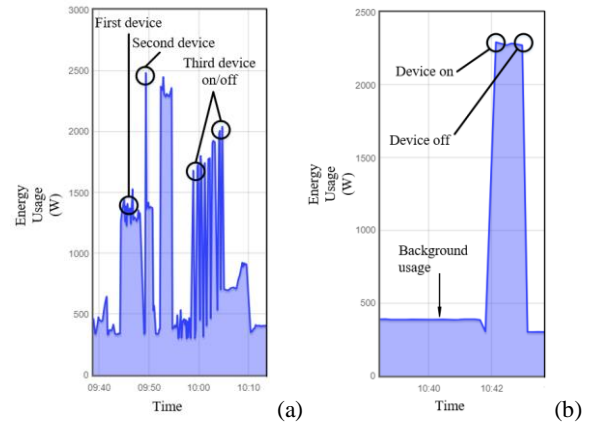 3000
2500
2000
1500
1000
500
0
First device
Second device
Third device
on/off
Energy
Usage
(W)
09:40
09:50
10:00
10:10
Time
(a)
2500
2000
1500
1000
500
0
Device on
Device off
Background
usage
Energy
Usage
(W)
10:40
10:42
Time
(b)